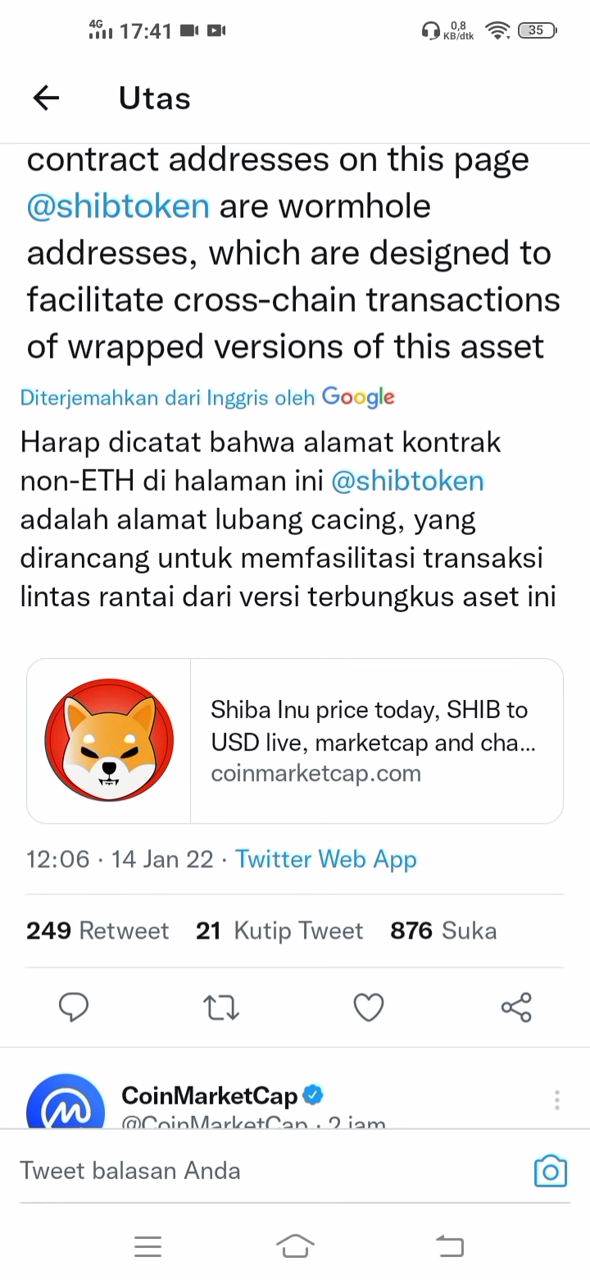 4G 17:41 0,8 KB/dtk 35
Utas
contract addresses on this page
@shibtoken are wormhole
addresses, which are designed to
facilitate cross-chain transactions
of wrapped versions of this asset
Diterjemahkan dari Inggris oleh Google
Harap dicatat bahwa alamat kontrak
non-ETH di halaman ini @shibtoken
adalah alamat lubang cacing, yang
dirancang untuk memfasilitasi transaksi
lintas rantai dari versi terbungkus aset ini
Shiba Inu price today, SHIB to
USD live, marketcap and cha...
coinmarketcap.com
12:06 · 14 Jan 22 · Twitter Web App
249 Retweet 21 Kutip Tweet 876 Suka
CoinMarketCap
@CoinMarketCap · 2 jam
Tweet balasan Anda